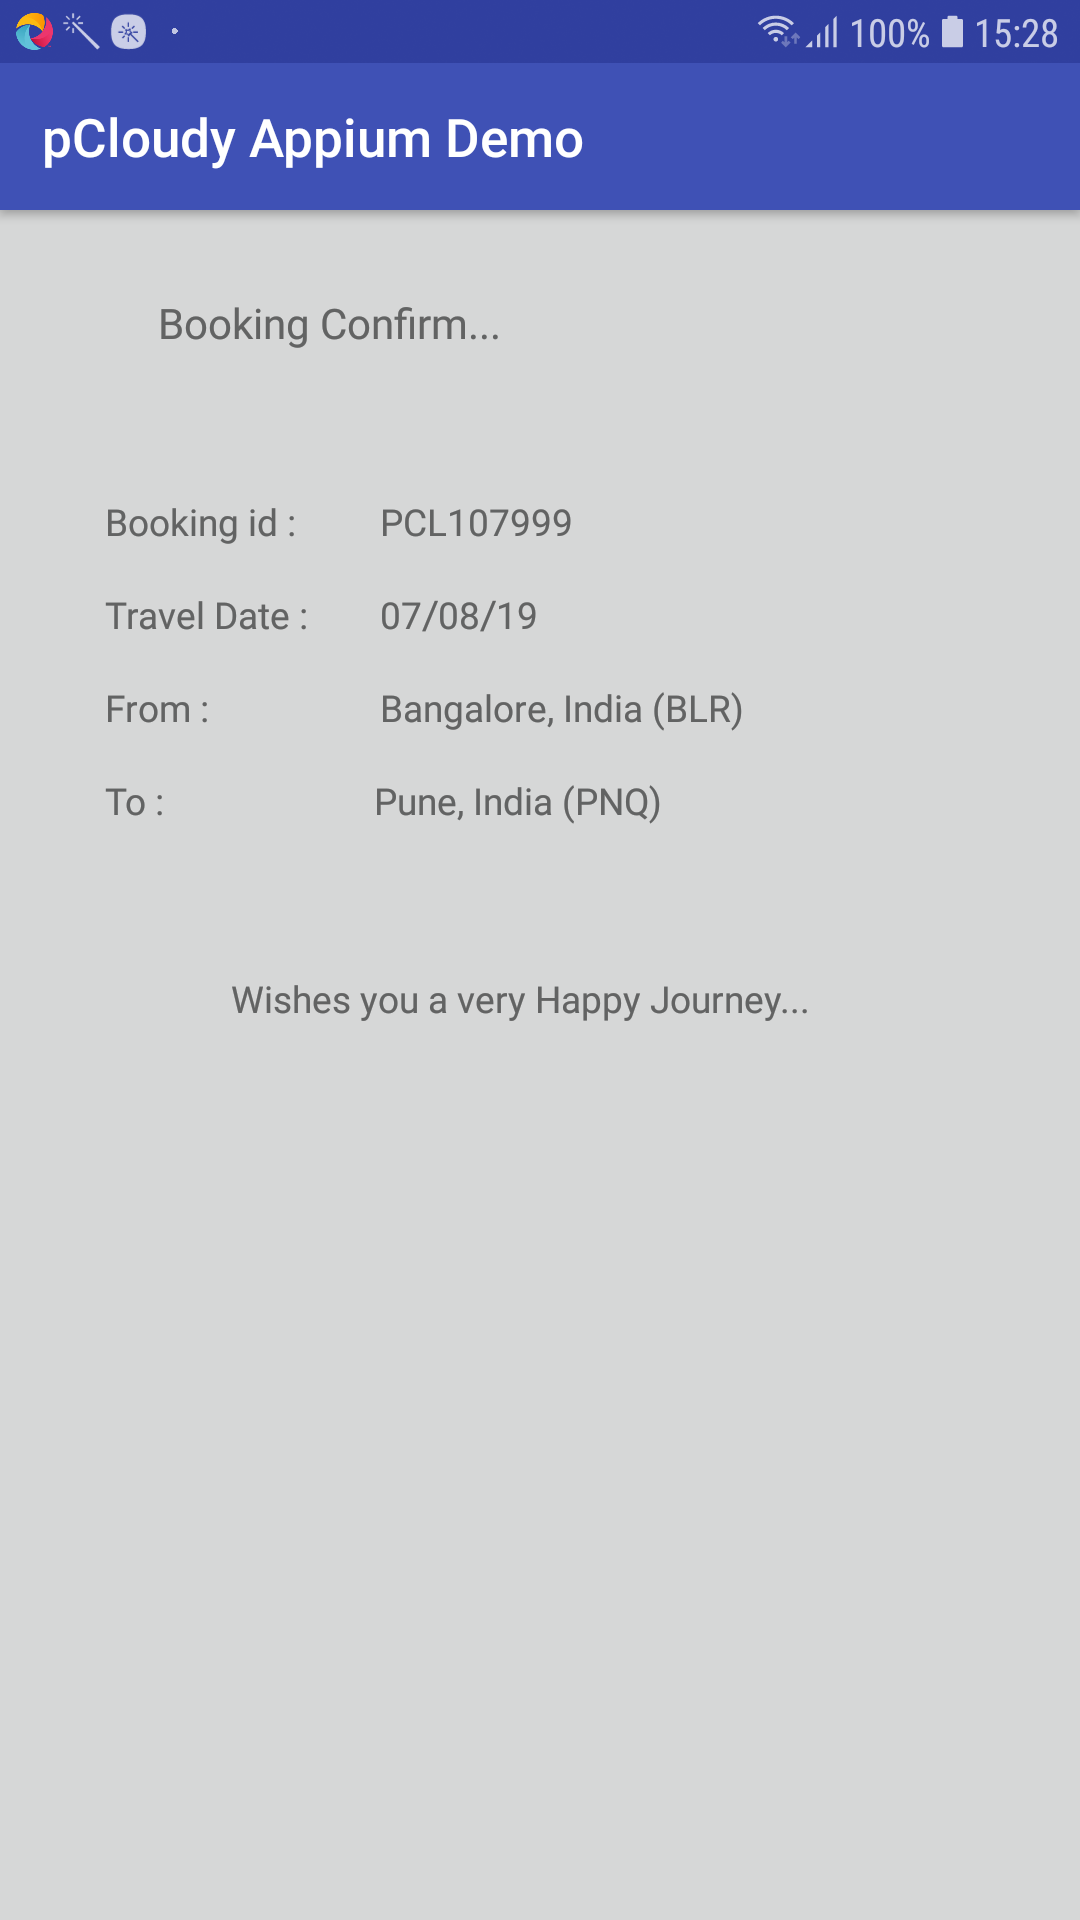 100% 15:28
pCloudy Appium Demo
Booking Confirm...
Booking id : PCL107999
Travel Date : 07/08/19
From : Bangalore, India (BLR)
To : Pune, India (PNQ)
Wishes you a very Happy Journey...